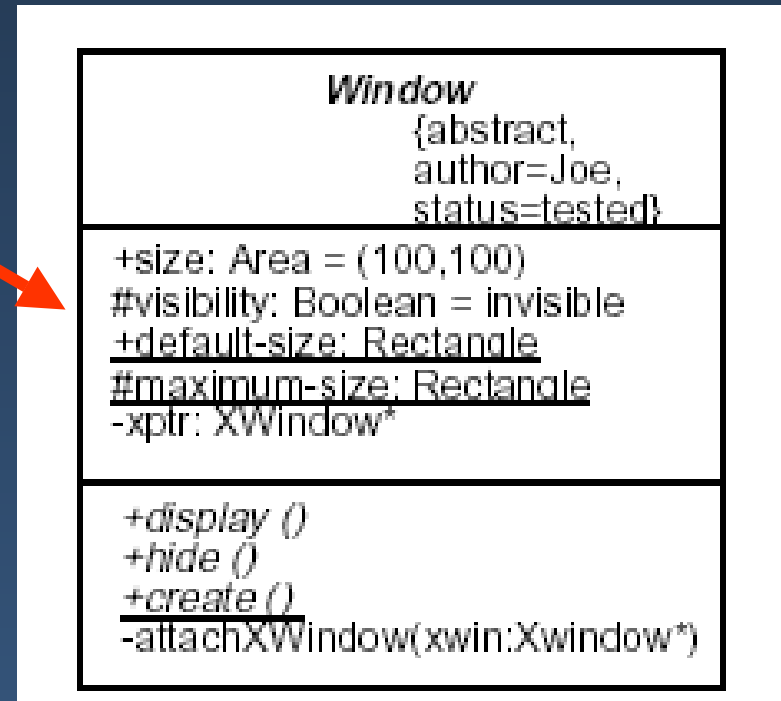 Window
{abstract,
author=Joe,
status=tested}
+size: Area = (100,100)
#visibility: Boolean = invisible
+default-size: Rectangle
#maximum-size: Rectangle
-xptr: XWindow*
+display ()
+hide ()
+create ()
-attachXWindow(xwin:Xwindow*)